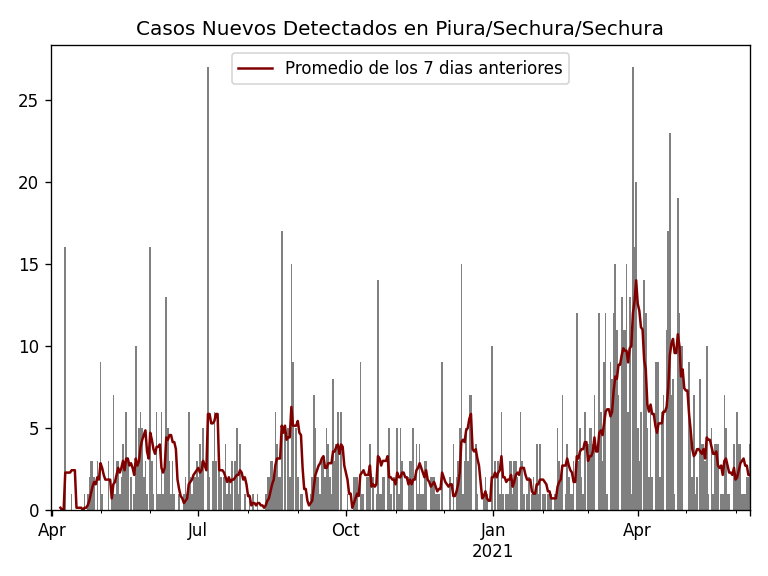 Casos Nuevos Detectados en Piura/Sechura/Sechura
Promedio de los 7 dias anteriores
25
20
15
10
5
0
Apr Jul Oct Jan Apr
2021